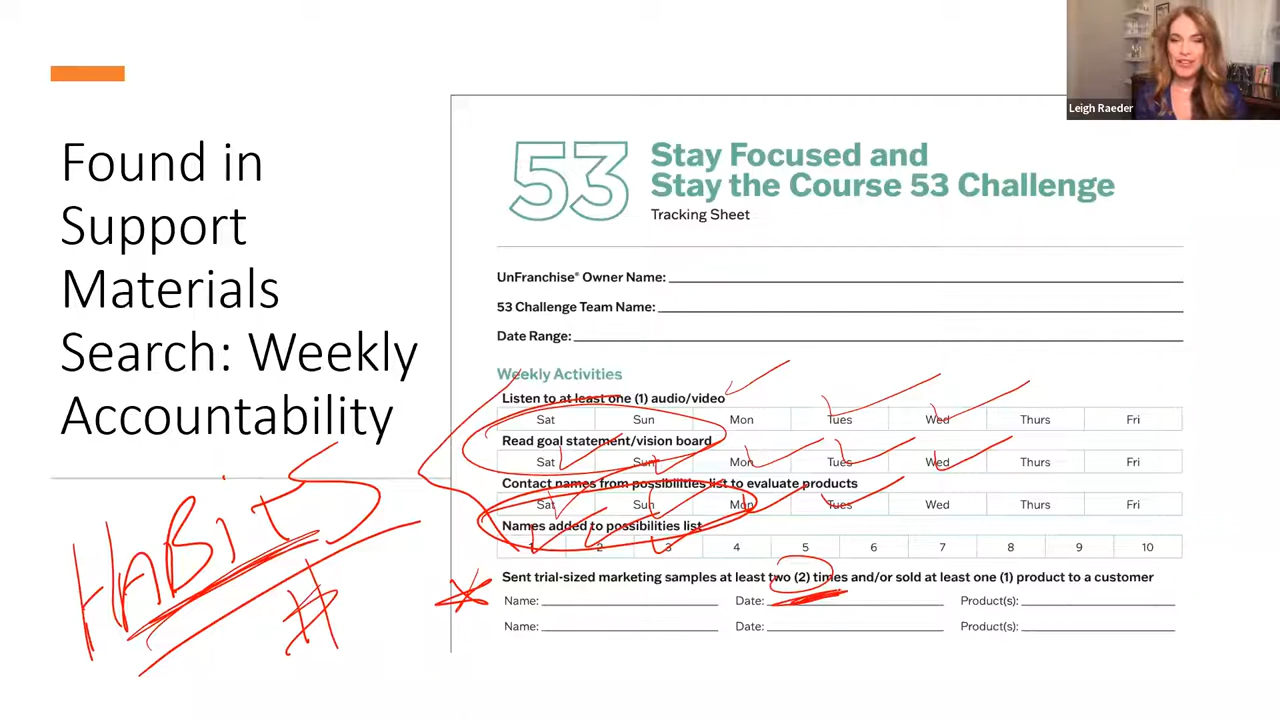 Leigh Raeder
Found in
Support
Materials
Search: Weekly
Accountability
HABits
#
53
Stay Focused and
Stay the Course 53 Challenge
Tracking Sheet
UnFranchise® Owner Name:
53 Challenge Team Name:
Date Range:
Weekly Activities
Listen to at least one (1) audio/video
Sat Sun Mon Tues Wed Thurs Fri
Read goal statement/vision board
Sat Sun Mon Tues Wed Thurs Fri
Contact names from possibilities list to evaluate products
Sat Sun Mon Tues Wed Thurs Fri
Names added to possibilities list
1 2 3 4 5 6 7 8 9 10
Sent trial-sized marketing samples at least two (2) times and/or sold at least one (1) product to a customer
Name: Date: Product(s):
Name: Date: Product(s):